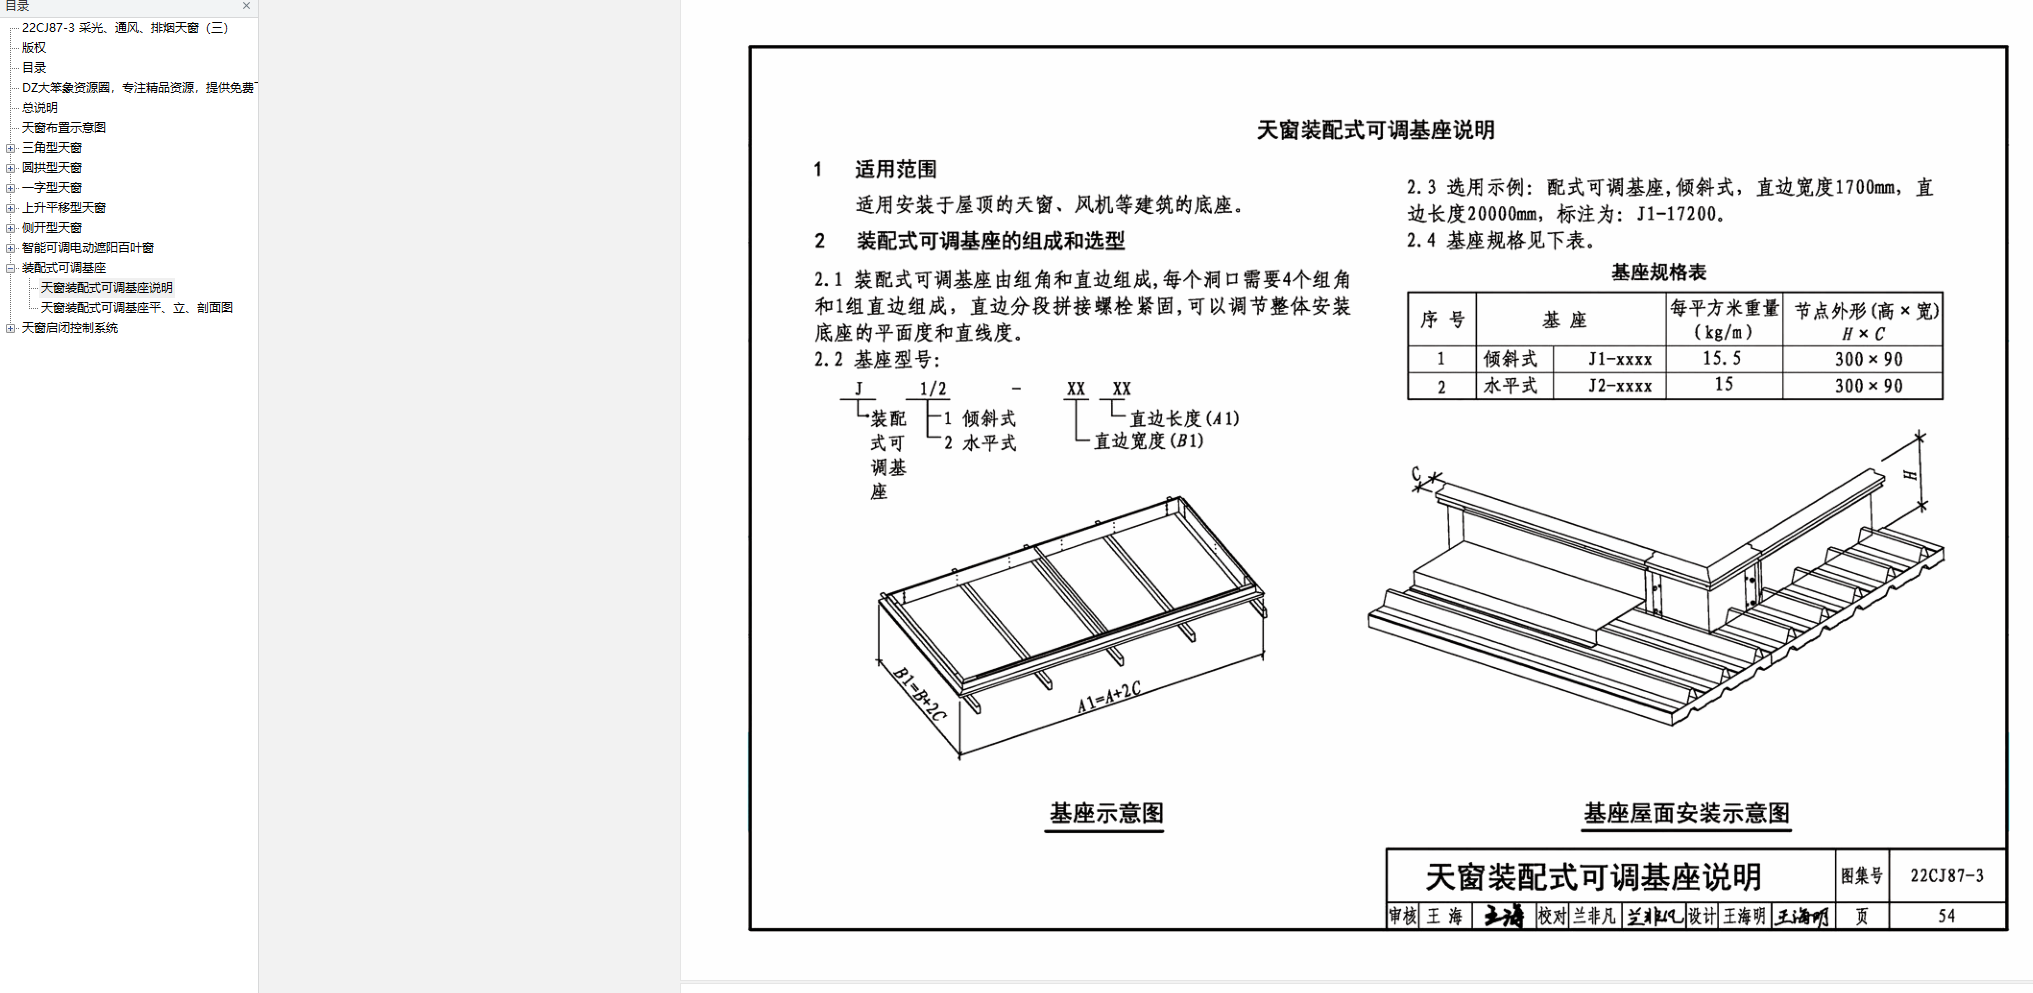 目录
22CJ87-3 采光、通风、排烟天窗（三）
版权
目录
DZ大笨象资源圈，专注精品资源，提供免费
总说明
天窗布置示意图
三角型天窗
圆拱型天窗
一字型天窗
上升平移型天窗
侧开型天窗
智能可调电动遮阳百叶窗
装配式可调基座
天窗装配式可调基座说明
天窗装配式可调基座平、立、剖面图
天窗启闭控制系统
天窗装配式可调基座说明
1 适用范围
适用安装于屋顶的天窗、风机等建筑的底座。
2 装配式可调基座的组成和选型
2.1 装配式可调基座由组角和直边组成,每个洞口需要4个组角
和1组直边组成，直边分段拼接螺栓紧固,可以调节整体安装
底座的平面度和直线度。
2.2 基座型号:
J 1/2 - XX XX
装配 1 倾斜式 直边长度(A1)
式可 2 水平式 直边宽度(B1)
调基
座
B1=B+2C
A1=A+2C
基座示意图
2.3 选用示例: 配式可调基座,倾斜式，直边宽度1700mm，直
边长度20000mm，标注为: J1-17200。
2.4 基座规格见下表。
基座规格表
序 号 基 座 每平方米重量 节点外形(高×宽)
(kg/m) H×C
1 倾斜式 J1-xxxx 15.5 300×90
2 水平式 J2-xxxx 15 300×90
C
H
基座屋面安装示意图
天窗装配式可调基座说明 图集号 22CJ87-3
审核 王 海 王海 校对 兰非凡 兰非凡 设计 王海明 王海明 页 54